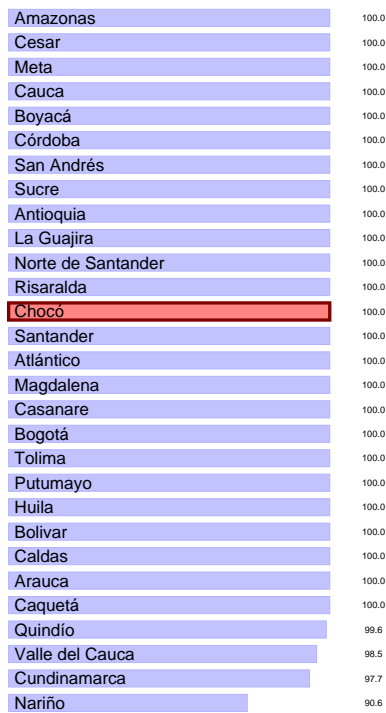 Amazonas 100.0
Cesar 100.0
Meta 100.0
Cauca 100.0
Boyacá 100.0
Córdoba 100.0
San Andrés 100.0
Sucre 100.0
Antioquia 100.0
La Guajira 100.0
Norte de Santander 100.0
Risaralda 100.0
Chocó 100.0
Santander 100.0
Atlántico 100.0
Magdalena 100.0
Casanare 100.0
Bogotá 100.0
Tolima 100.0
Putumayo 100.0
Huila 100.0
Bolivar 100.0
Caldas 100.0
Arauca 100.0
Caquetá 100.0
Quindío 99.6
Valle del Cauca 98.5
Cundinamarca 97.7
Nariño 90.6